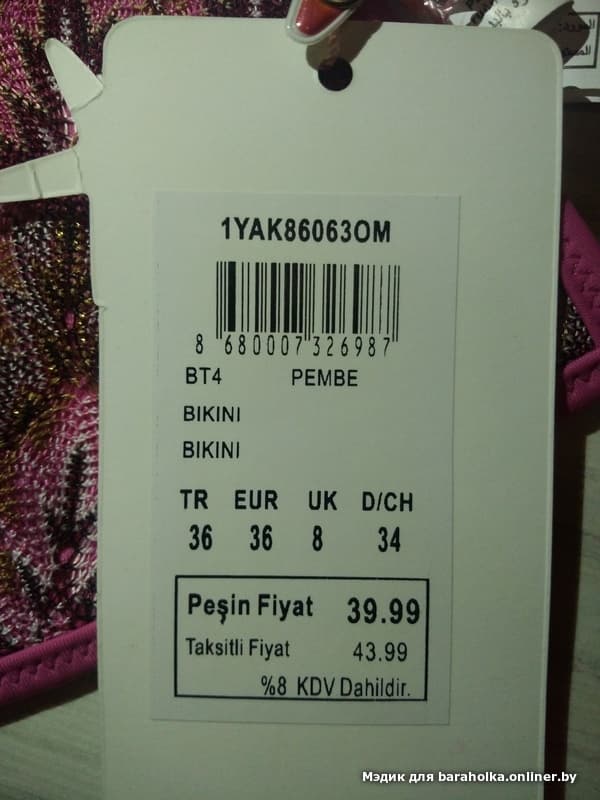 1YAK86063OM
8 680007 326987
BT4 PEMBE
BIKINI
BIKINI
TR EUR UK D/CH
36 36 8 34
Peşin Fiyat 39.99
Taksitli Fiyat 43.99
%8 KDV Dahildir.
Мэдик для baraholka.onliner.by